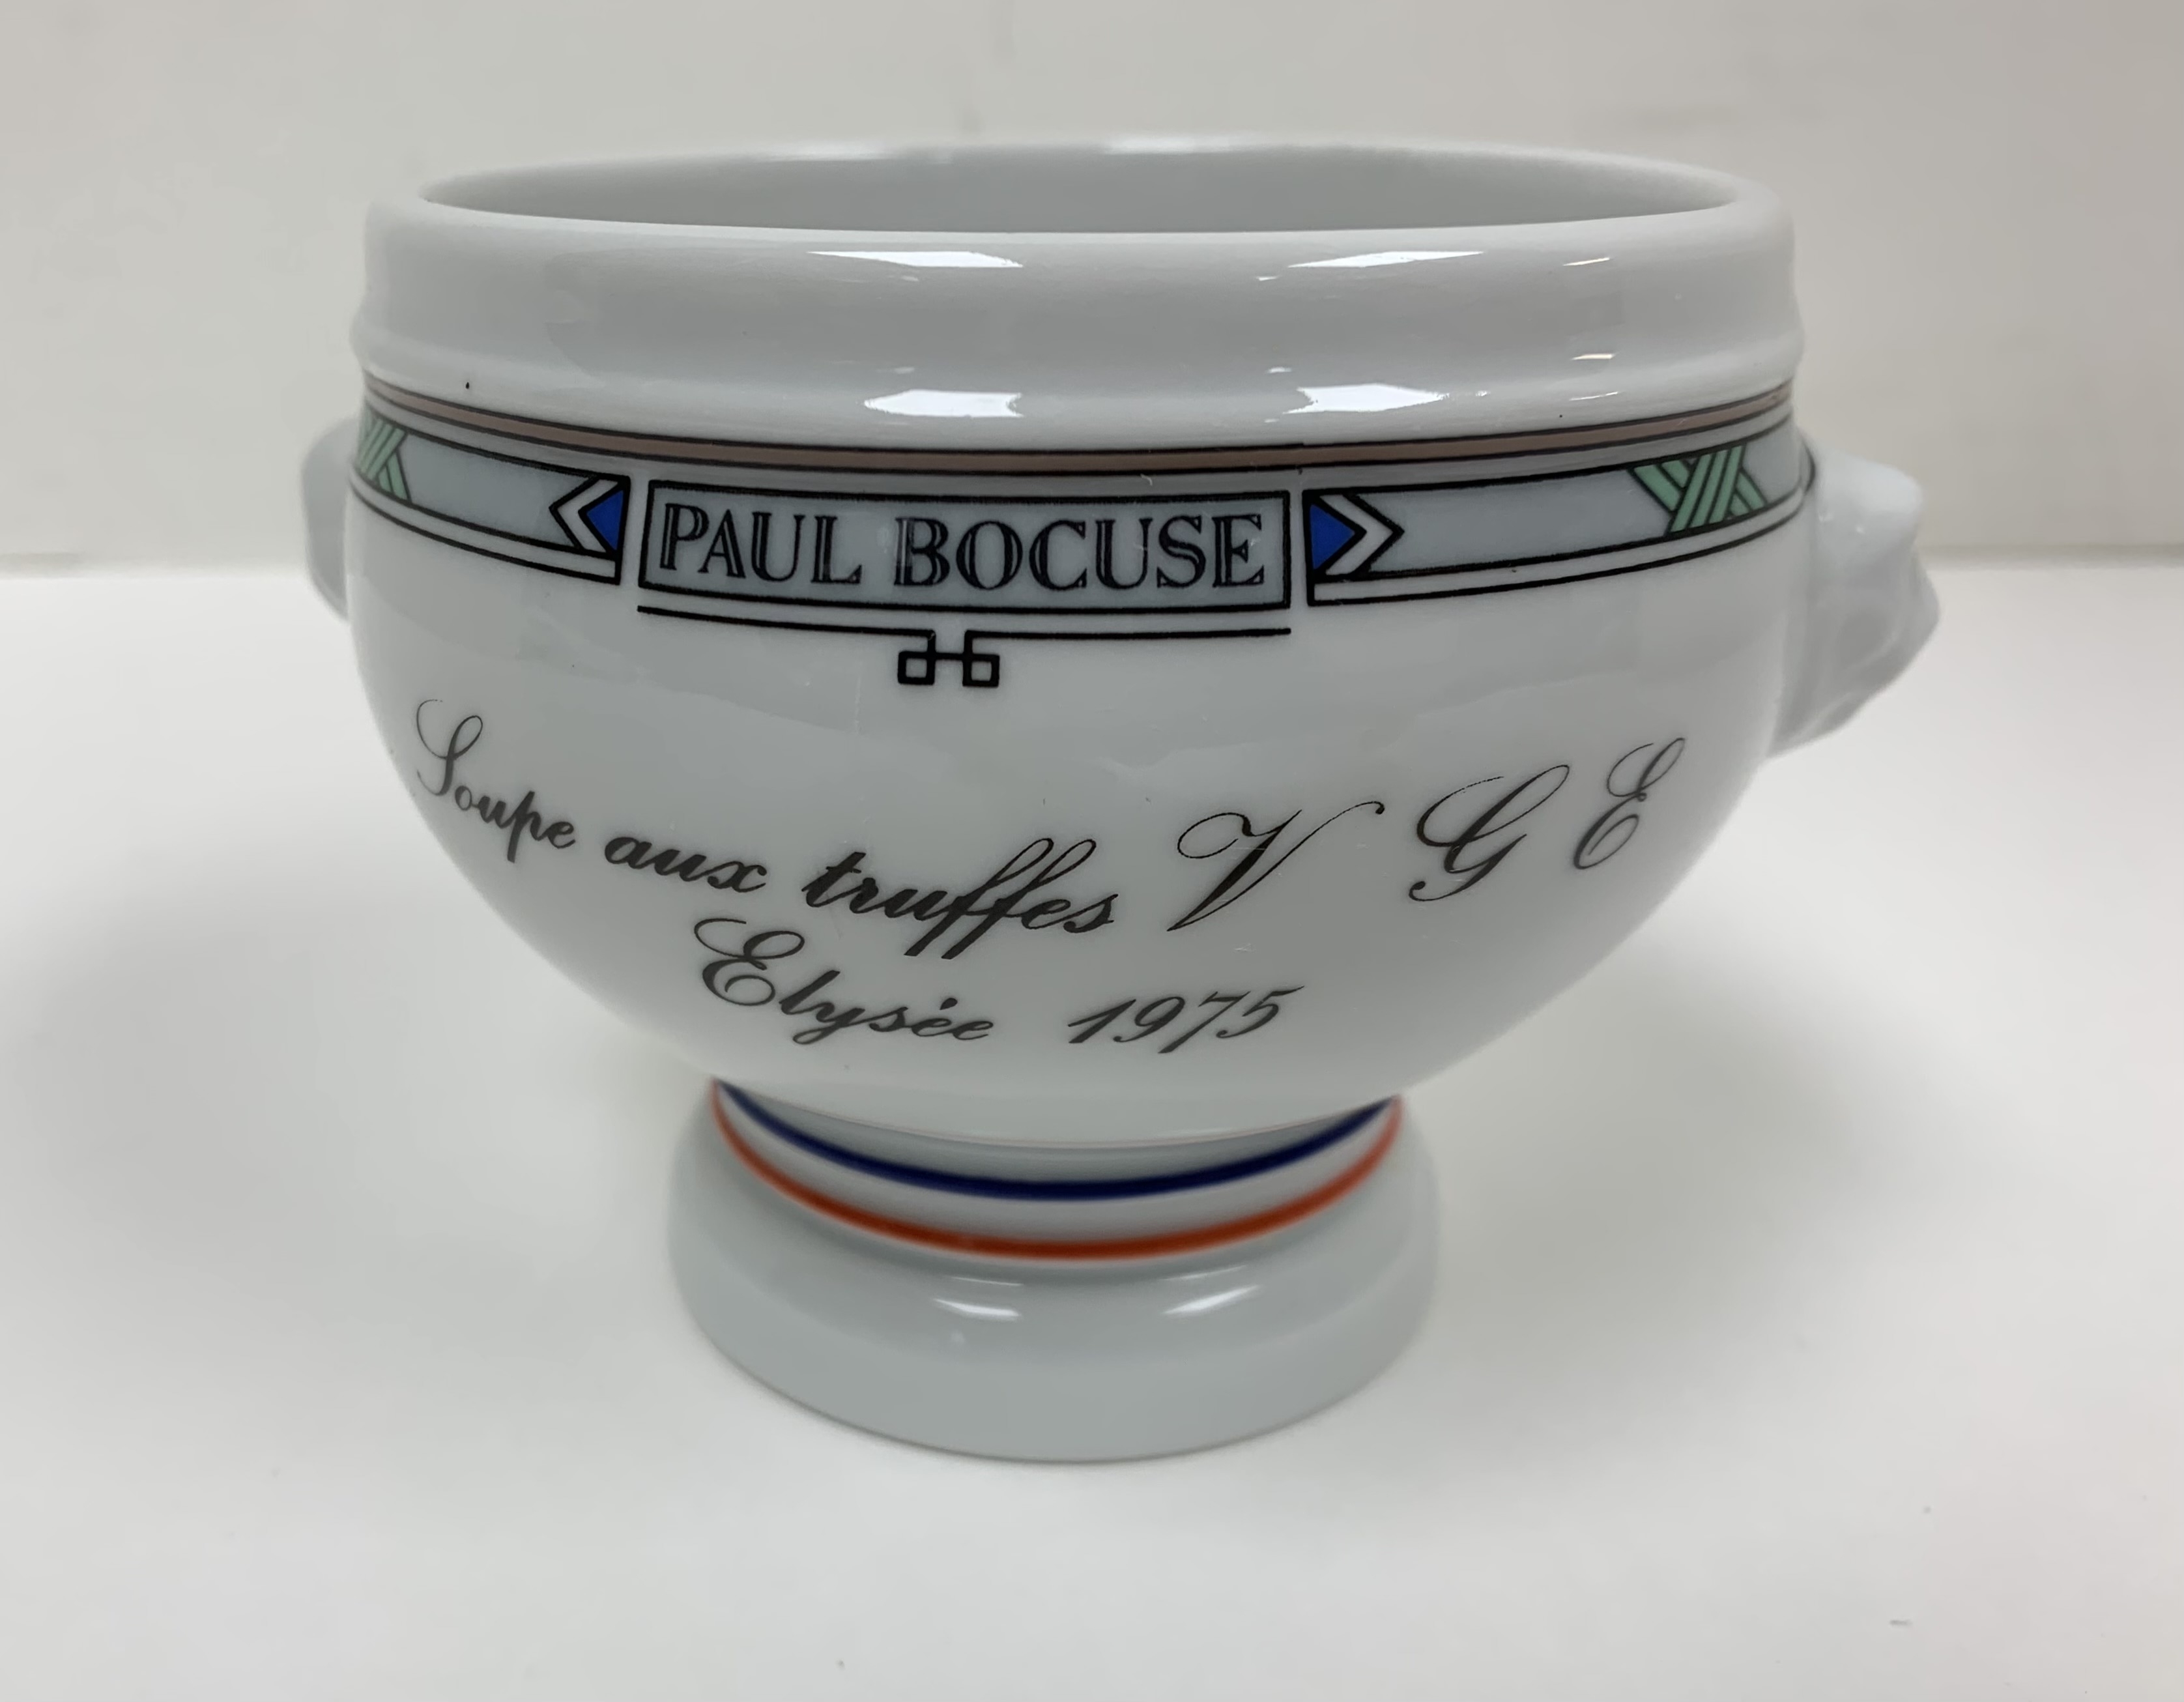 PAUL BOCUSE
Soupe aux truffes V G E
Elysée 1975